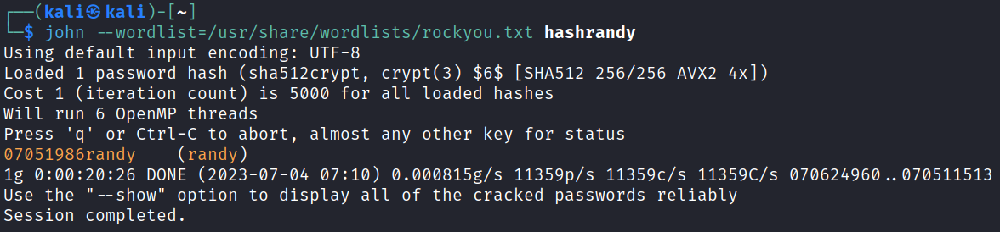 ┌──(kali㉿kali)-[~]
└─$ john --wordlist=/usr/share/wordlists/rockyou.txt hashrandy
Using default input encoding: UTF-8
Loaded 1 password hash (sha512crypt, crypt(3) $6$ [SHA512 256/256 AVX2 4x])
Cost 1 (iteration count) is 5000 for all loaded hashes
Will run 6 OpenMP threads
Press 'q' or Ctrl-C to abort, almost any other key for status
07051986randy    (randy)
1g 0:00:20:26 DONE (2023-07-04 07:10) 0.000815g/s 11359p/s 11359c/s 11359C/s 070624960..070511513
Use the "--show" option to display all of the cracked passwords reliably
Session completed.